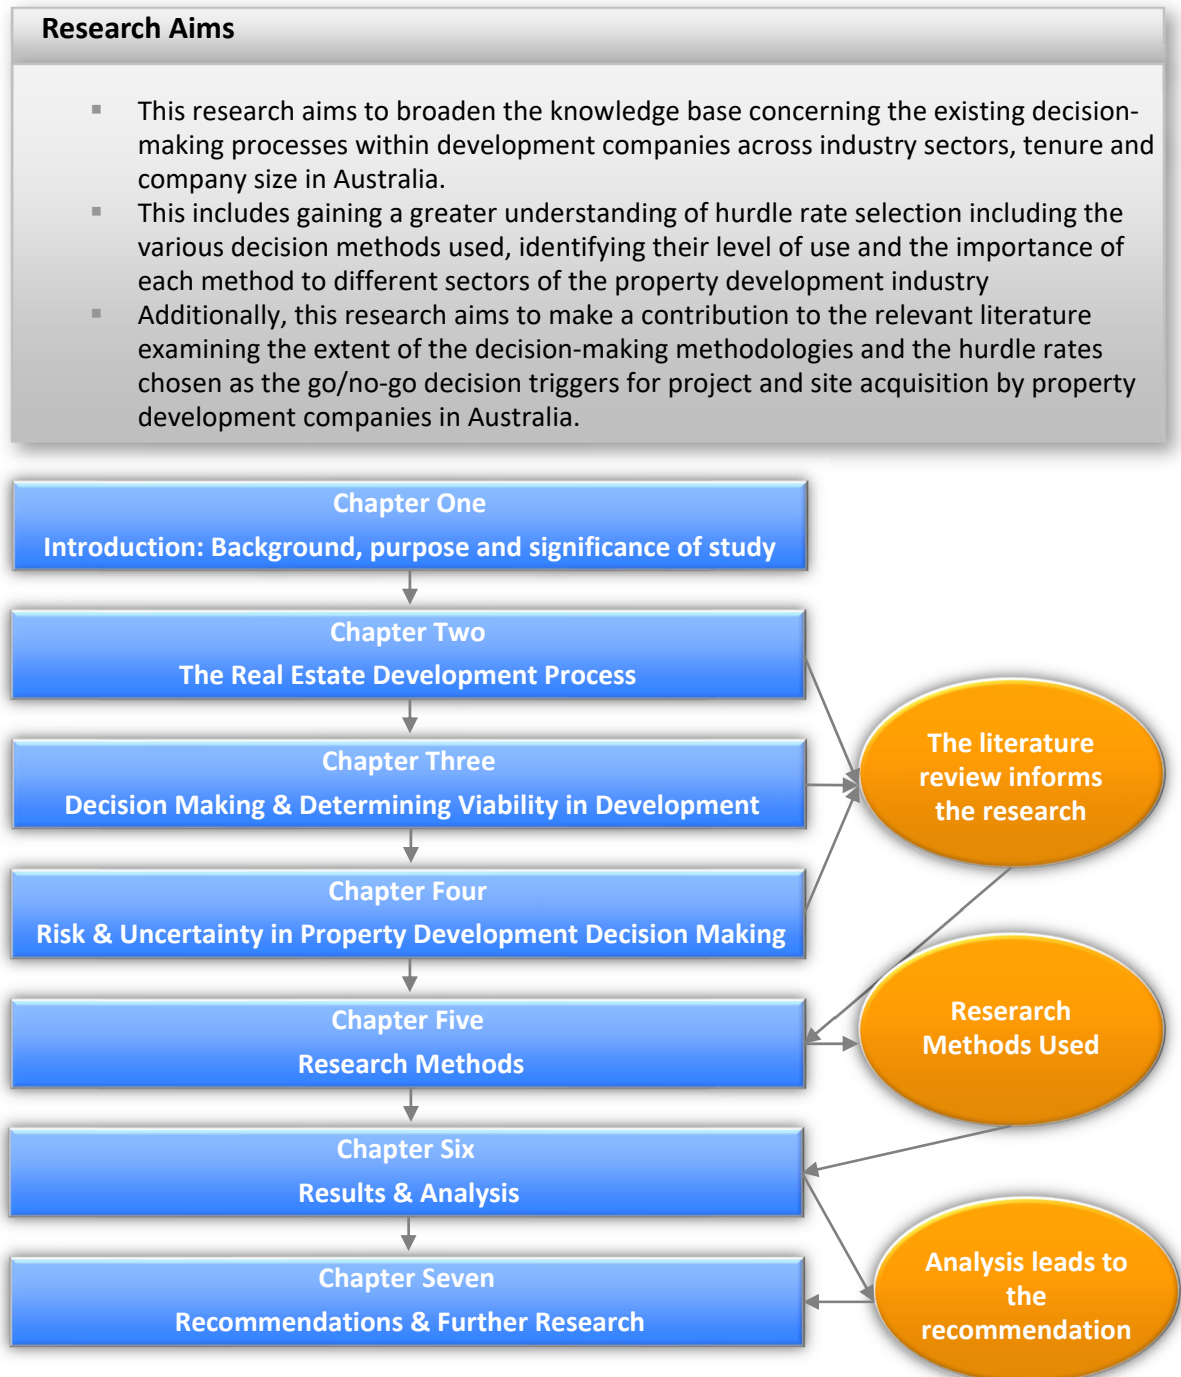 Research Aims
▪ This research aims to broaden the knowledge base concerning the existing decision-
making processes within development companies across industry sectors, tenure and
company size in Australia.
▪ This includes gaining a greater understanding of hurdle rate selection including the
various decision methods used, identifying their level of use and the importance of
each method to different sectors of the property development industry
▪ Additionally, this research aims to make a contribution to the relevant literature
examining the extent of the decision-making methodologies and the hurdle rates
chosen as the go/no-go decision triggers for project and site acquisition by property
development companies in Australia.
Chapter One
Introduction: Background, purpose and significance of study
Chapter Two
The Real Estate Development Process
Chapter Three
Decision Making & Determining Viability in Development
Chapter Four
Risk & Uncertainty in Property Development Decision Making
Chapter Five
Research Methods
Chapter Six
Results & Analysis
Chapter Seven
Recommendations & Further Research
The literature
review informs
the research
Reserarch
Methods Used
Analysis leads to
the
recommendation